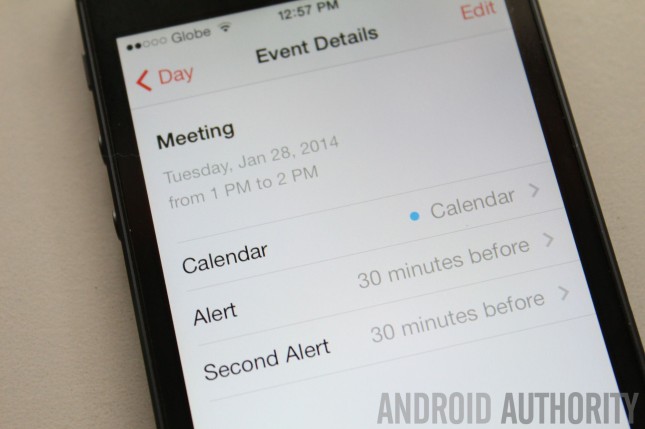 Globe 12:57 PM
Day Event Details Edit
Meeting
Tuesday, Jan 28, 2014
from 1 PM to 2 PM
Calendar Calendar
Alert 30 minutes before
Second Alert 30 minutes before
ANDROID AUTHORITY